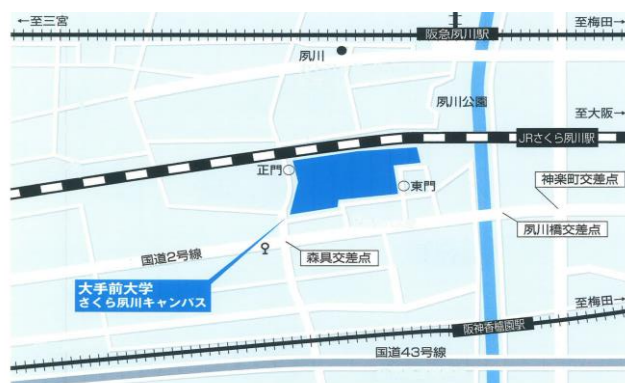 ←至三宮
至梅田→
阪急夙川駅
夙川
夙川公園
至大阪→
JRさくら夙川駅
正門
東門
神楽町交差点
夙川橋交差点
国道2号線
森具交差点
大手前大学
さくら夙川キャンパス
至梅田→
阪神香櫨園駅
国道43号線